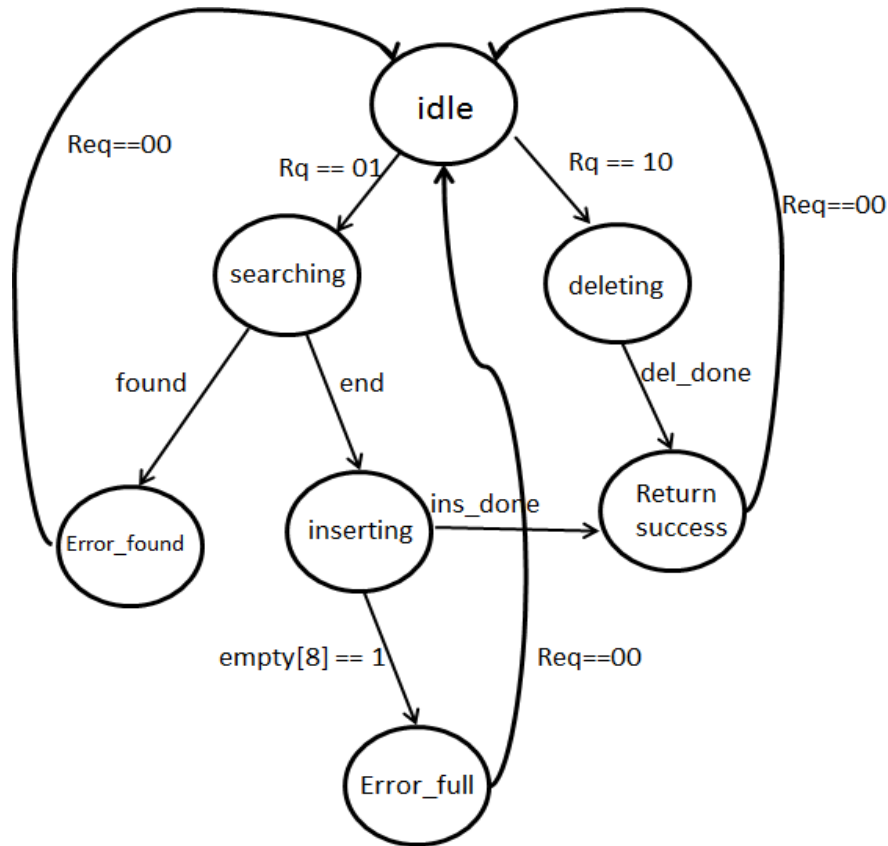 idle
Req==00
Rq == 01
Rq == 10
Req==00
searching
deleting
found
end
del_done
Error_found
inserting
ins_done
Return
success
empty[8] == 1
Req==00
Error_full